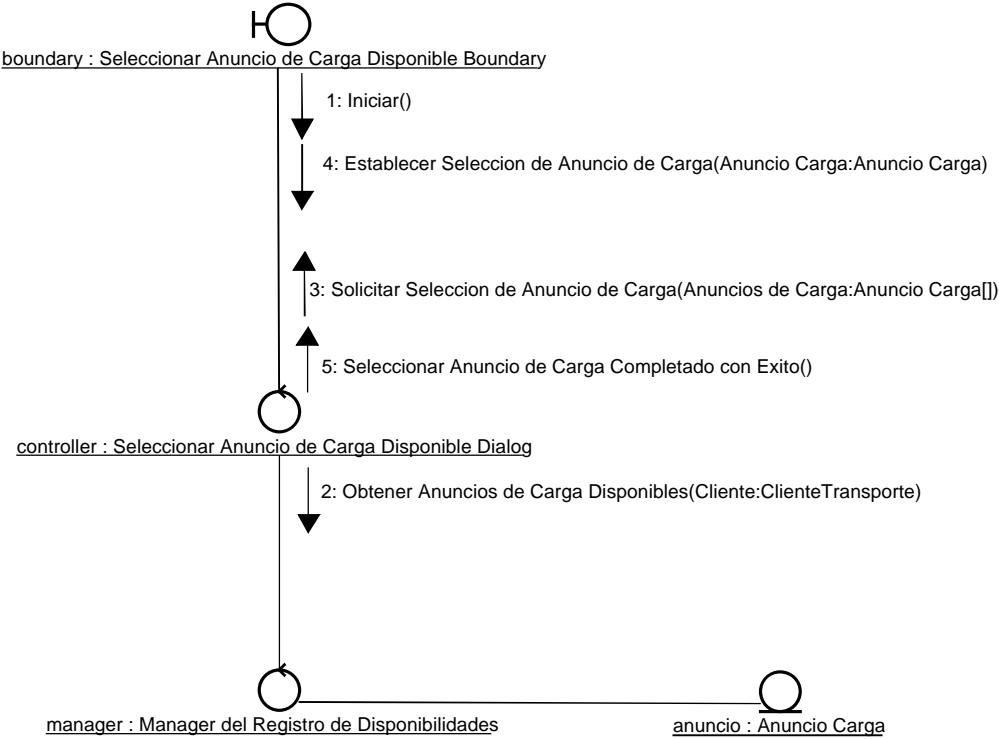 boundary : Seleccionar Anuncio de Carga Disponible Boundary
1: Iniciar()
4: Establecer Seleccion de Anuncio de Carga(Anuncio Carga:Anuncio Carga)
3: Solicitar Seleccion de Anuncio de Carga(Anuncios de Carga:Anuncio Carga[])
5: Seleccionar Anuncio de Carga Completado con Exito()
controller : Seleccionar Anuncio de Carga Disponible Dialog
2: Obtener Anuncios de Carga Disponibles(Cliente:ClienteTransporte)
manager : Manager del Registro de Disponibilidades
anuncio : Anuncio Carga